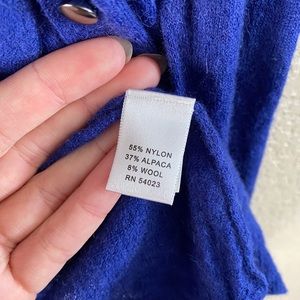 55% NYLON
37% ALPACA
8% WOOL
RN 54023